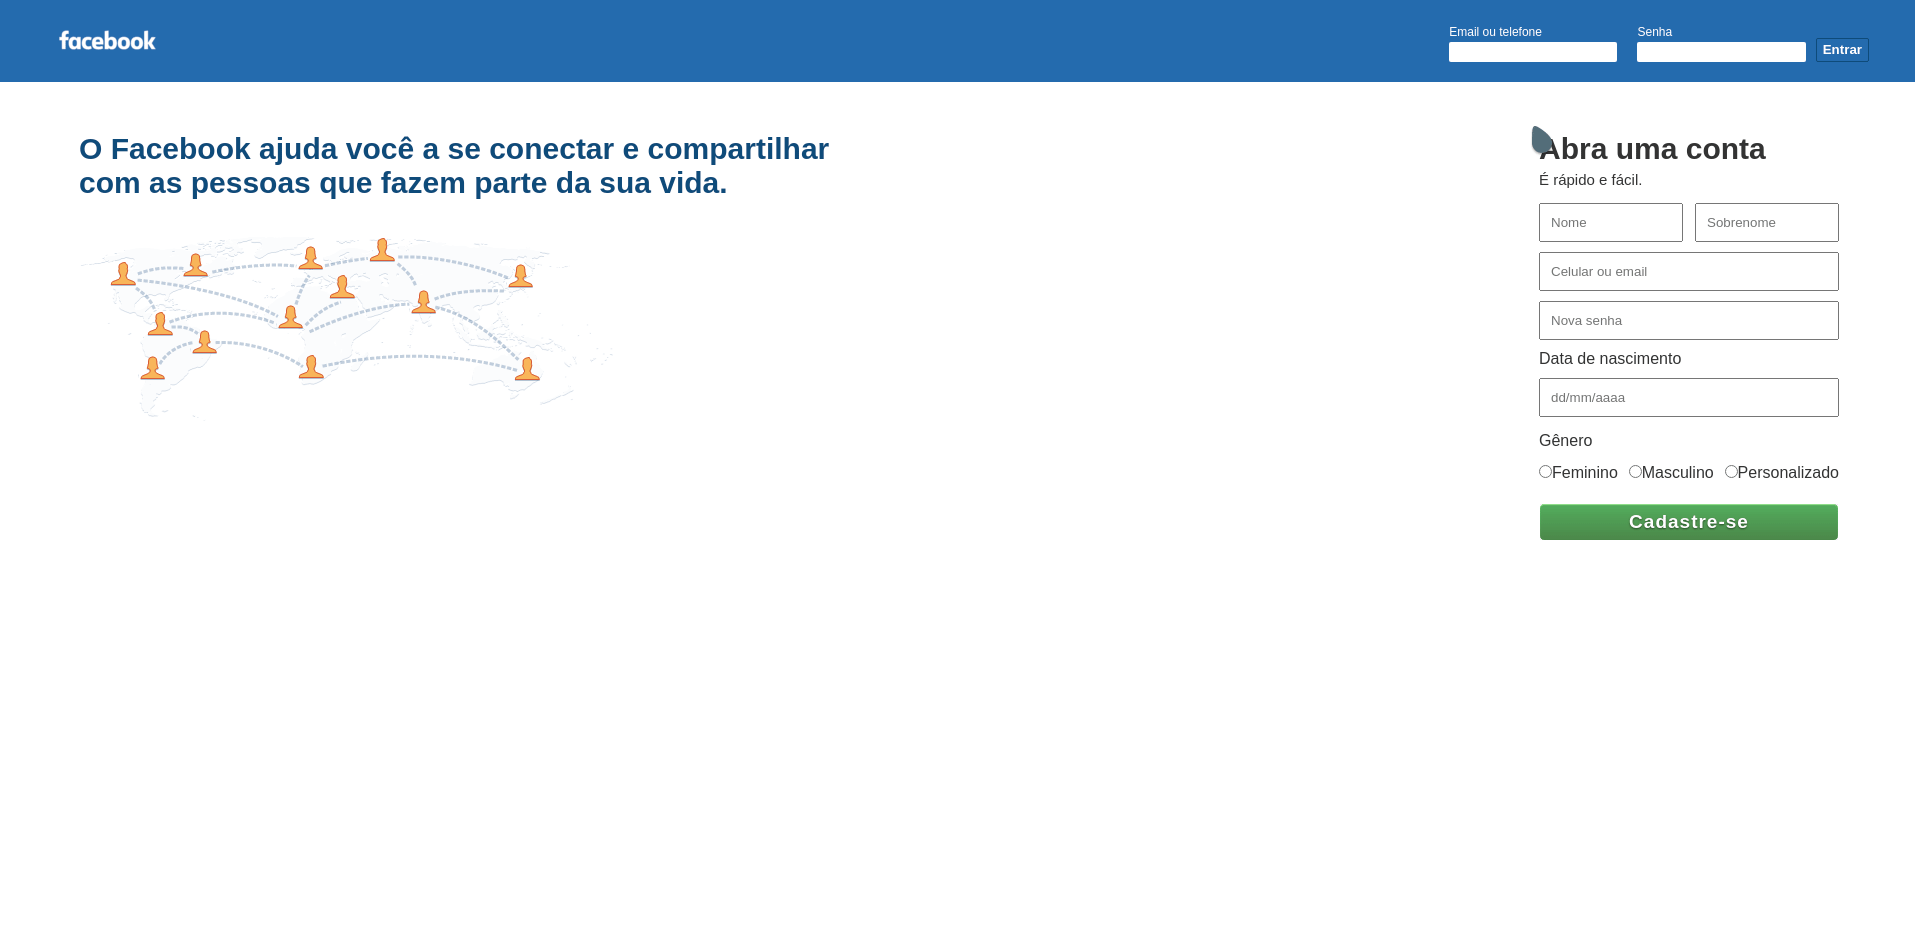 facebook
Email ou telefone
Senha
Entrar
O Facebook ajuda você a se conectar e compartilhar
com as pessoas que fazem parte da sua vida.
Abra uma conta
É rápido e fácil.
Nome
Sobrenome
Celular ou email
Nova senha
Data de nascimento
dd/mm/aaaa
Gênero
Feminino Masculino Personalizado
Cadastre-se